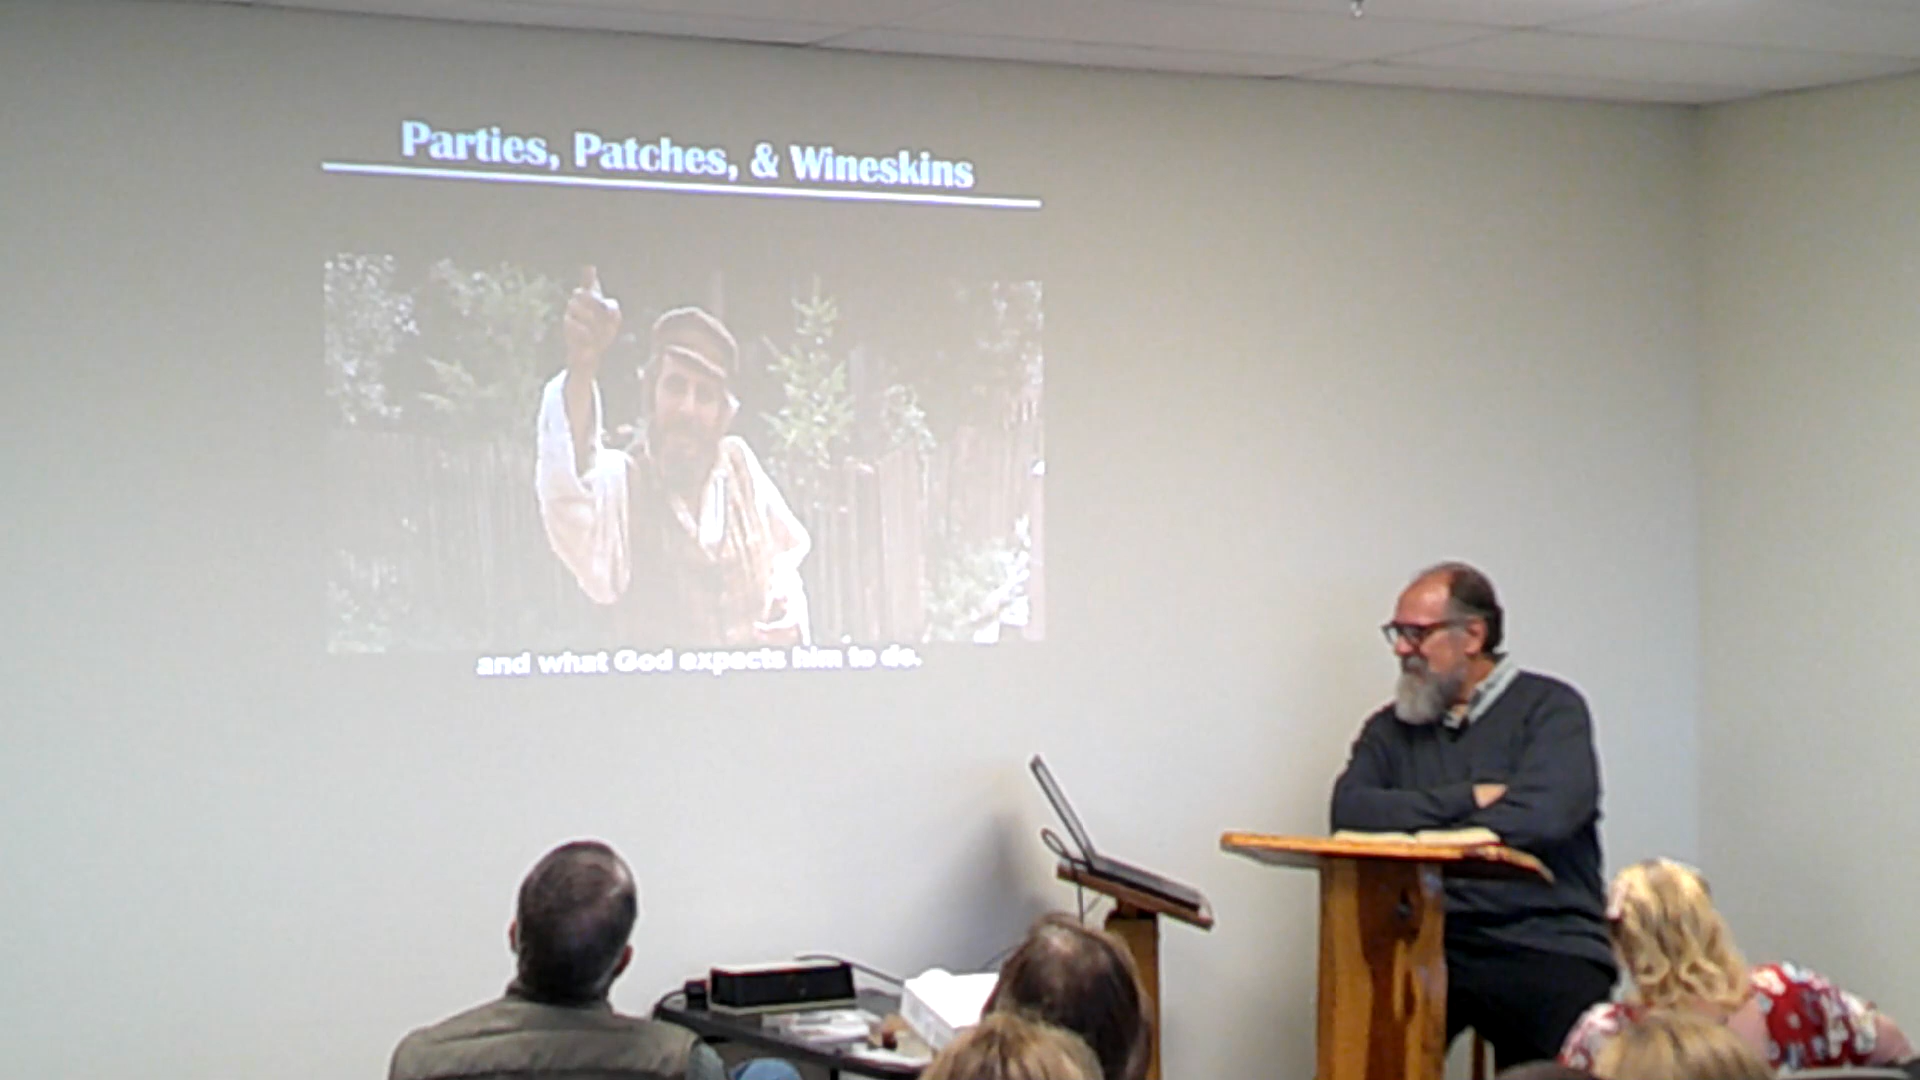 Parties, Patches, & Wineskins
and what God expects him to do.